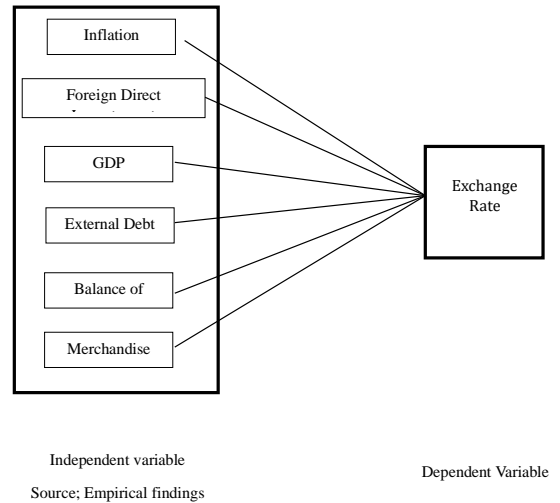 Inflation
Foreign Direct
GDP
External Debt
Balance of
Merchandise
Exchange
Rate
Independent variable
Source; Empirical findings
Dependent Variable